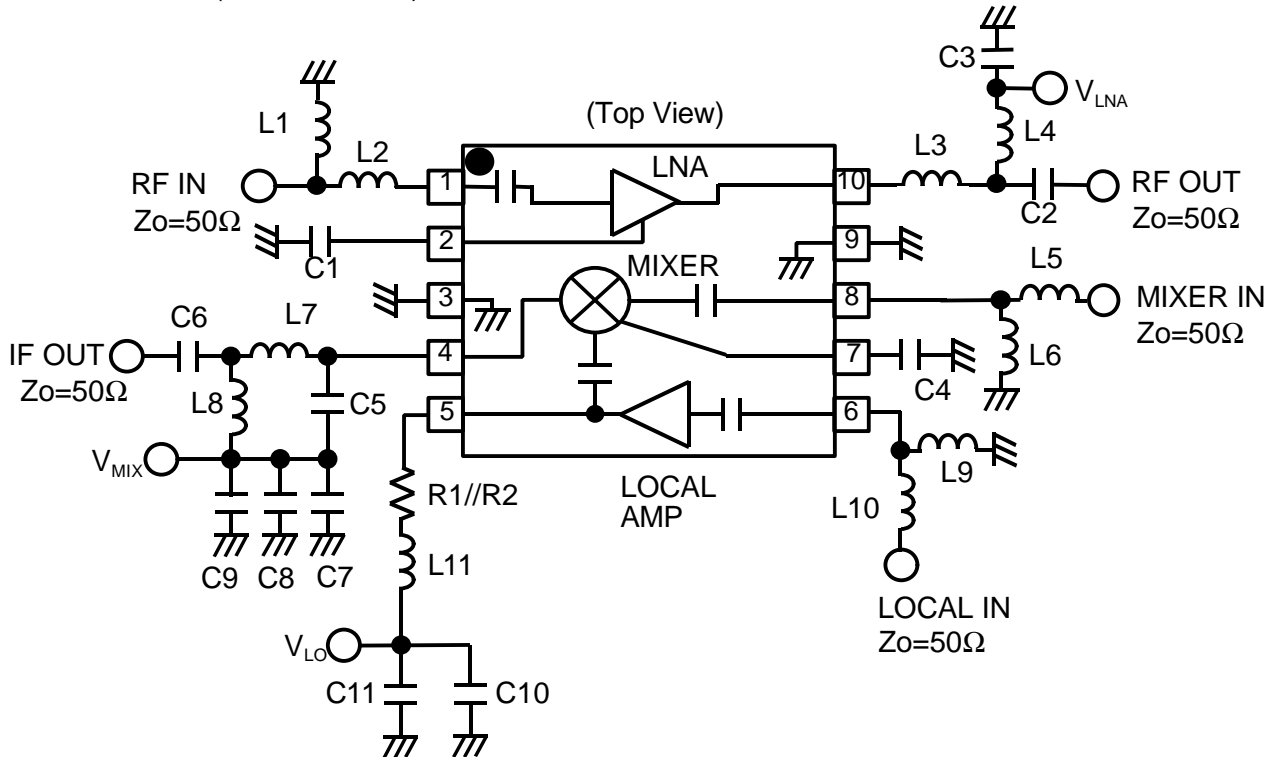 C3
V_LNA
(Top View)
L1
L2
LNA
L3
L4
RF IN
Zo=50Ω
1
10
RF OUT
Zo=50Ω
C2
C1
2
9
MIXER
L5
3
8
MIXER IN
Zo=50Ω
L6
C6
L7
IF OUT
Zo=50Ω
4
7
C4
L8
C5
5
6
V_MIX
L9
R1//R2
LOCAL
AMP
L10
C9
C8
C7
L11
LOCAL IN
Zo=50Ω
V_LO
C11
C10